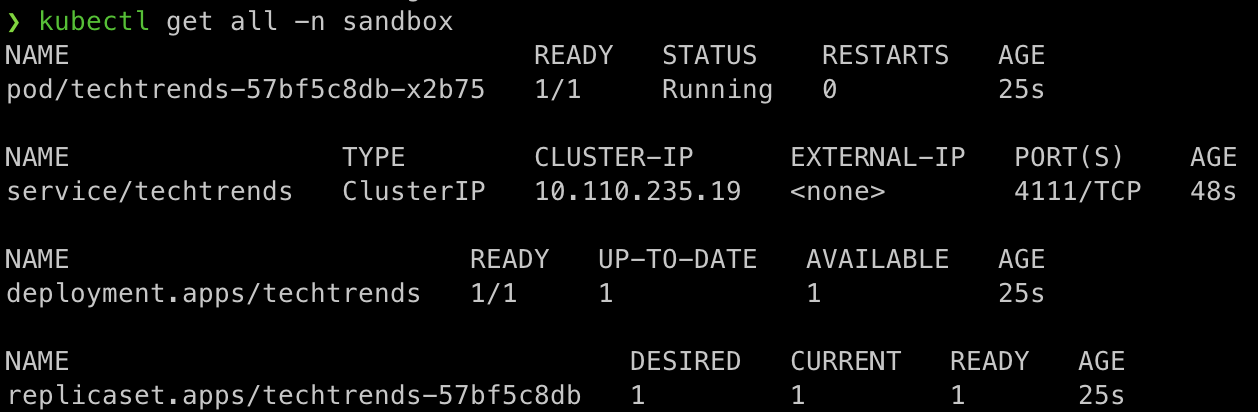 ❯ kubectl get all -n sandbox
NAME READY STATUS RESTARTS AGE
pod/techtrends-57bf5c8db-x2b75 1/1 Running 0 25s
NAME TYPE CLUSTER-IP EXTERNAL-IP PORT(S) AGE
service/techtrends ClusterIP 10.110.235.19 <none> 4111/TCP 48s
NAME READY UP-TO-DATE AVAILABLE AGE
deployment.apps/techtrends 1/1 1 1 25s
NAME DESIRED CURRENT READY AGE
replicaset.apps/techtrends-57bf5c8db 1 1 1 25s